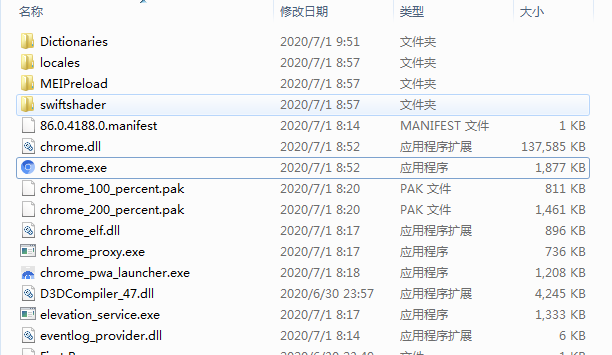 名称 修改日期 类型 大小
Dictionaries 2020/7/1 9:51 文件夹
locales 2020/7/1 8:57 文件夹
MEIPreload 2020/7/1 8:57 文件夹
swiftshader 2020/7/1 8:57 文件夹
86.0.4188.0.manifest 2020/7/1 8:14 MANIFEST 文件 1 KB
chrome.dll 2020/7/1 8:52 应用程序扩展 137,585 KB
chrome.exe 2020/7/1 8:52 应用程序 1,877 KB
chrome_100_percent.pak 2020/7/1 8:20 PAK 文件 811 KB
chrome_200_percent.pak 2020/7/1 8:20 PAK 文件 1,461 KB
chrome_elf.dll 2020/7/1 8:17 应用程序扩展 896 KB
chrome_proxy.exe 2020/7/1 8:17 应用程序 736 KB
chrome_pwa_launcher.exe 2020/7/1 8:18 应用程序 1,208 KB
D3DCompiler_47.dll 2020/6/30 23:57 应用程序扩展 4,245 KB
elevation_service.exe 2020/7/1 8:17 应用程序 1,333 KB
eventlog_provider.dll 2020/7/1 8:14 应用程序扩展 6 KB